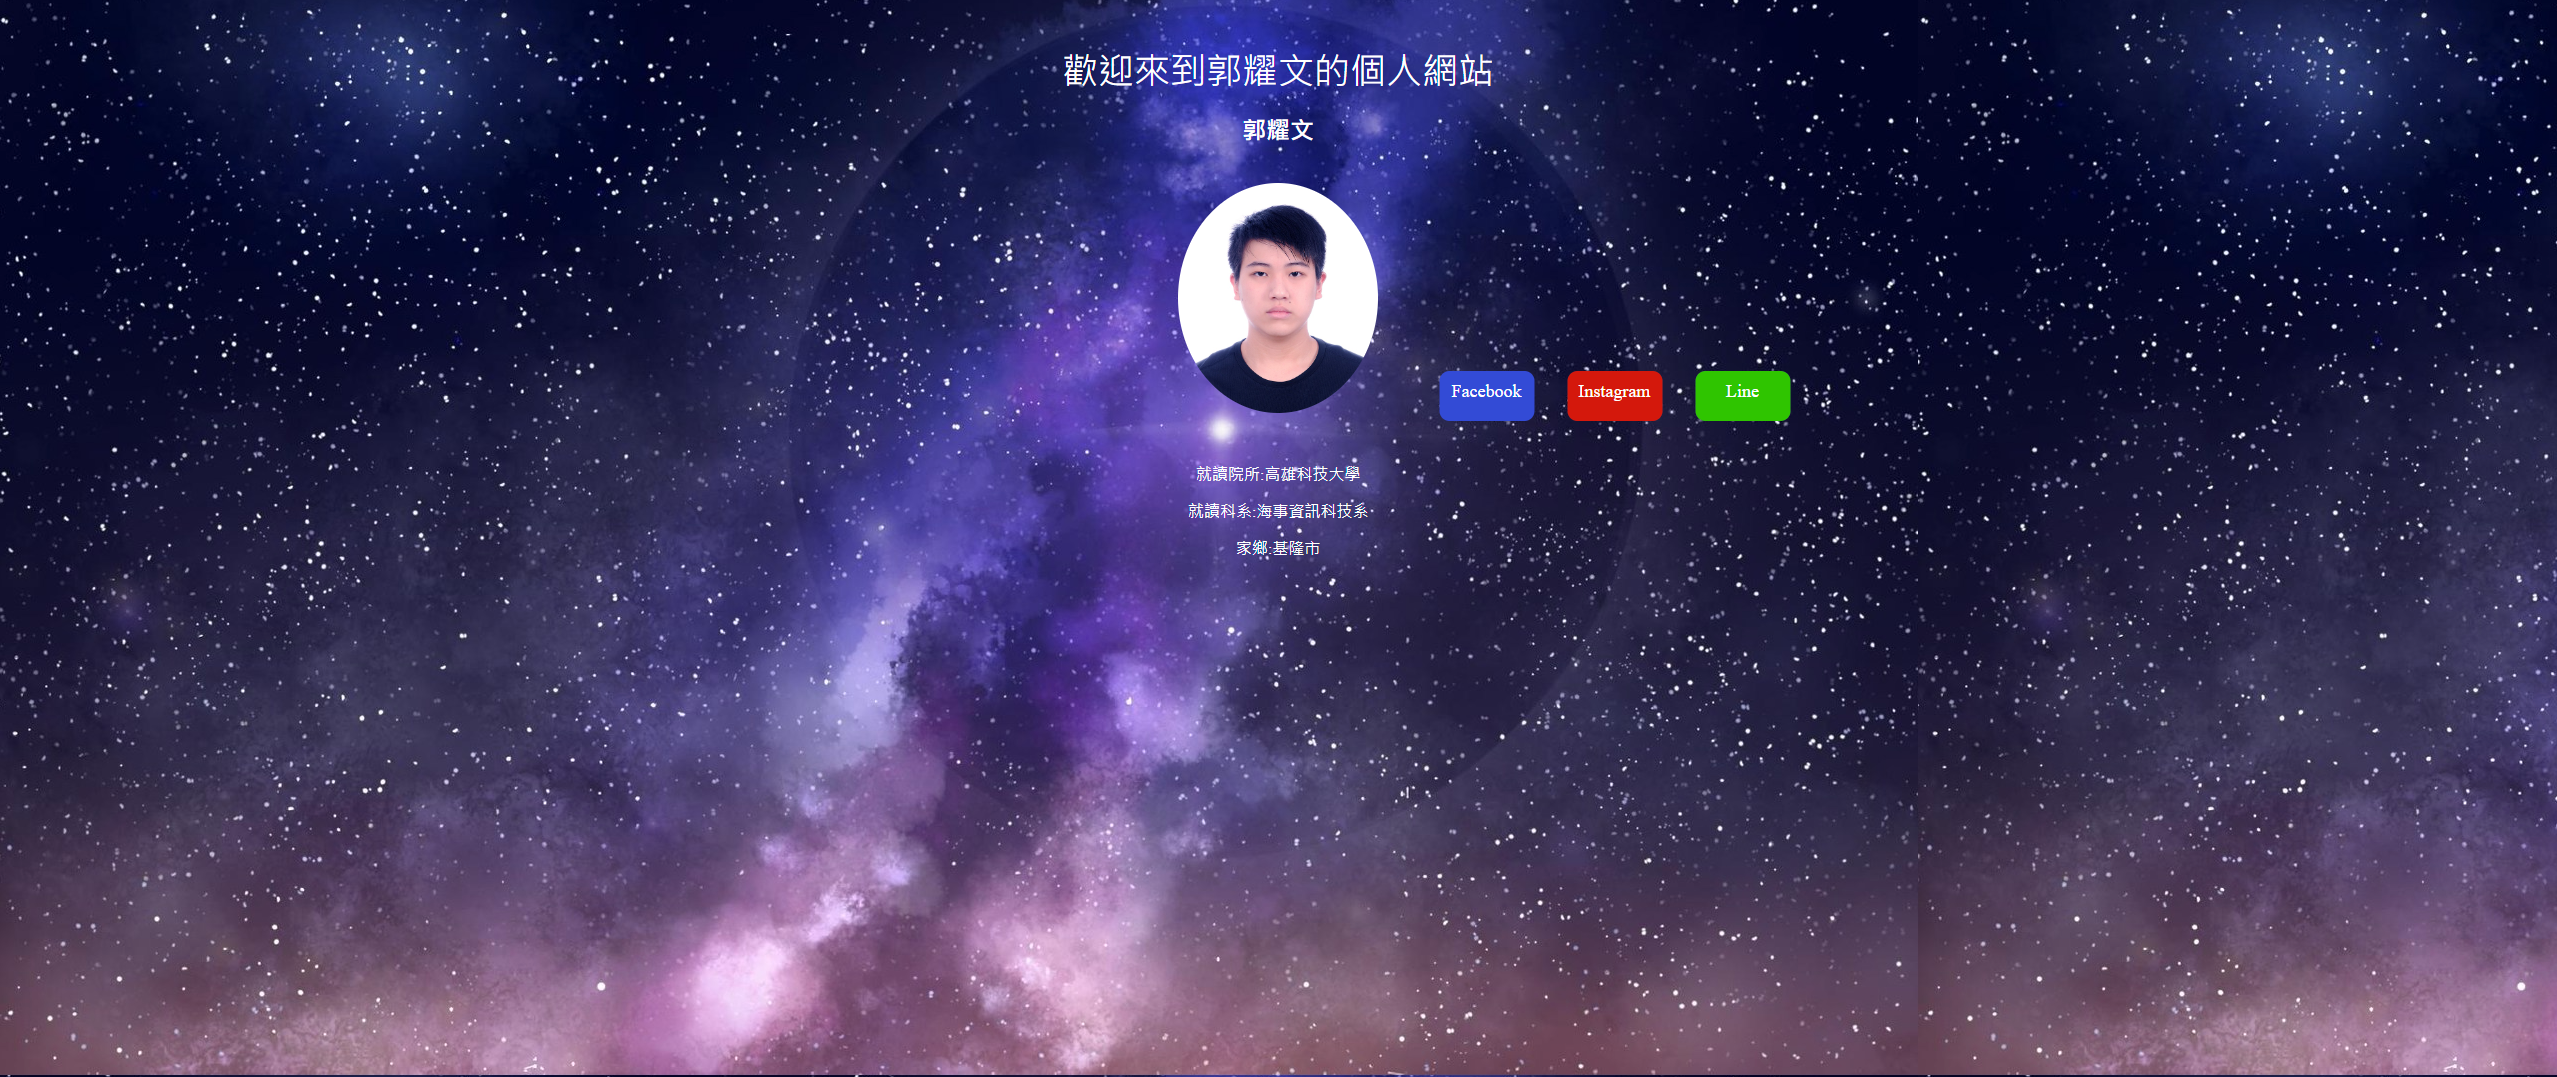 歡迎來到郭耀文的個人網站
郭耀文
Facebook
Instagram
Line
就讀院所:高雄科技大學
就讀科系:海事資訊科技系
家鄉:基隆市